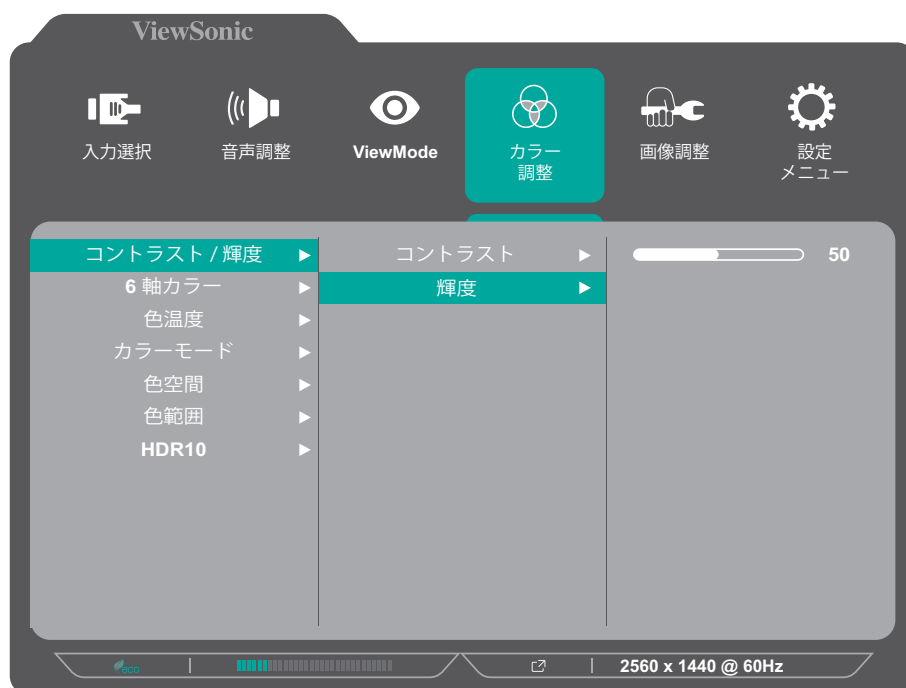 ViewSonic
入力選択
音声調整
ViewMode
カラー
調整
画像調整
設定
メニュー
コントラスト / 輝度
6 軸カラー
色温度
カラーモード
色空間
色範囲
HDR10
コントラスト
輝度
50
eco
2560 x 1440 @ 60Hz